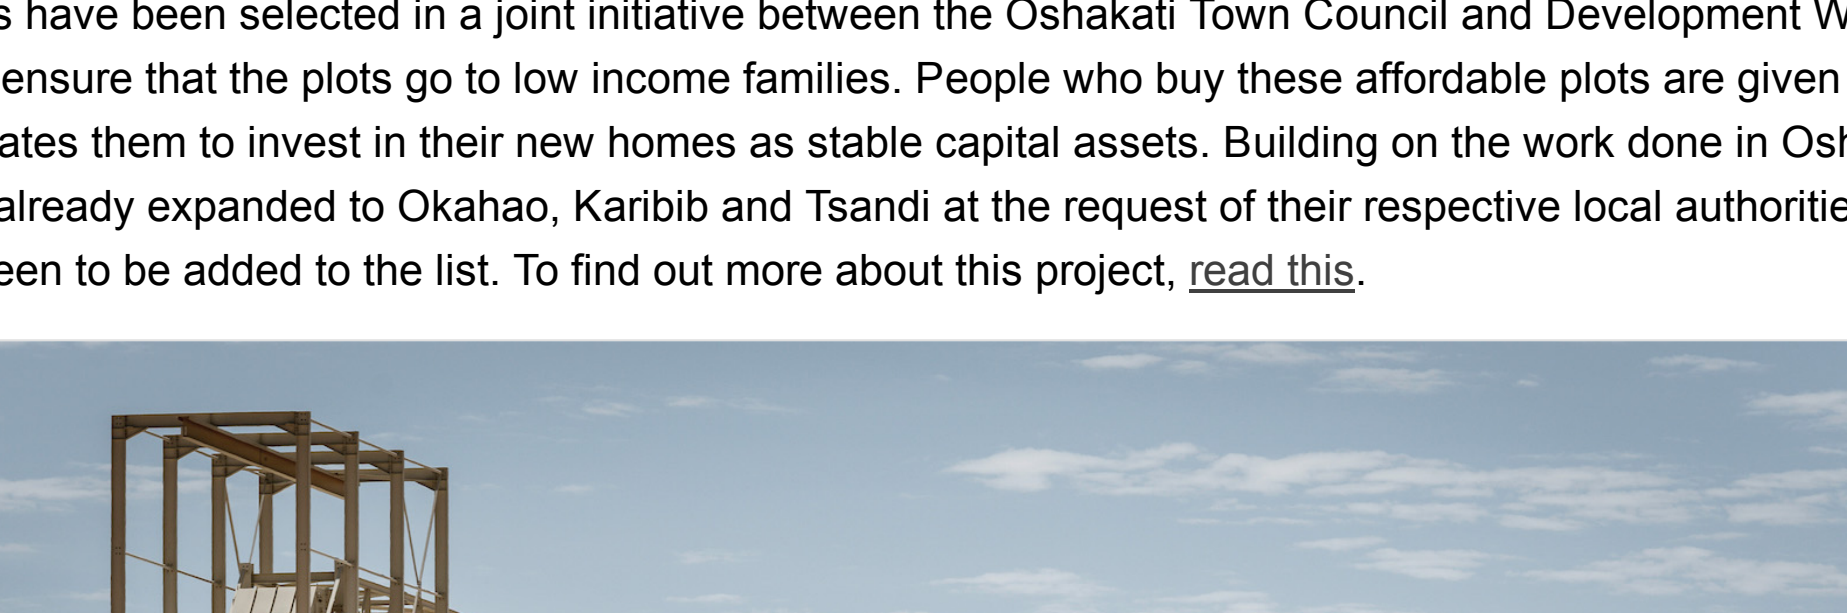 s have been selected in a joint initiative between the Oshakati Town Council and Development W
ensure that the plots go to low income families. People who buy these affordable plots are given
ates them to invest in their new homes as stable capital assets. Building on the work done in Osh
already expanded to Okahao, Karibib and Tsandi at the request of their respective local authoritie
een to be added to the list. To find out more about this project, read this.